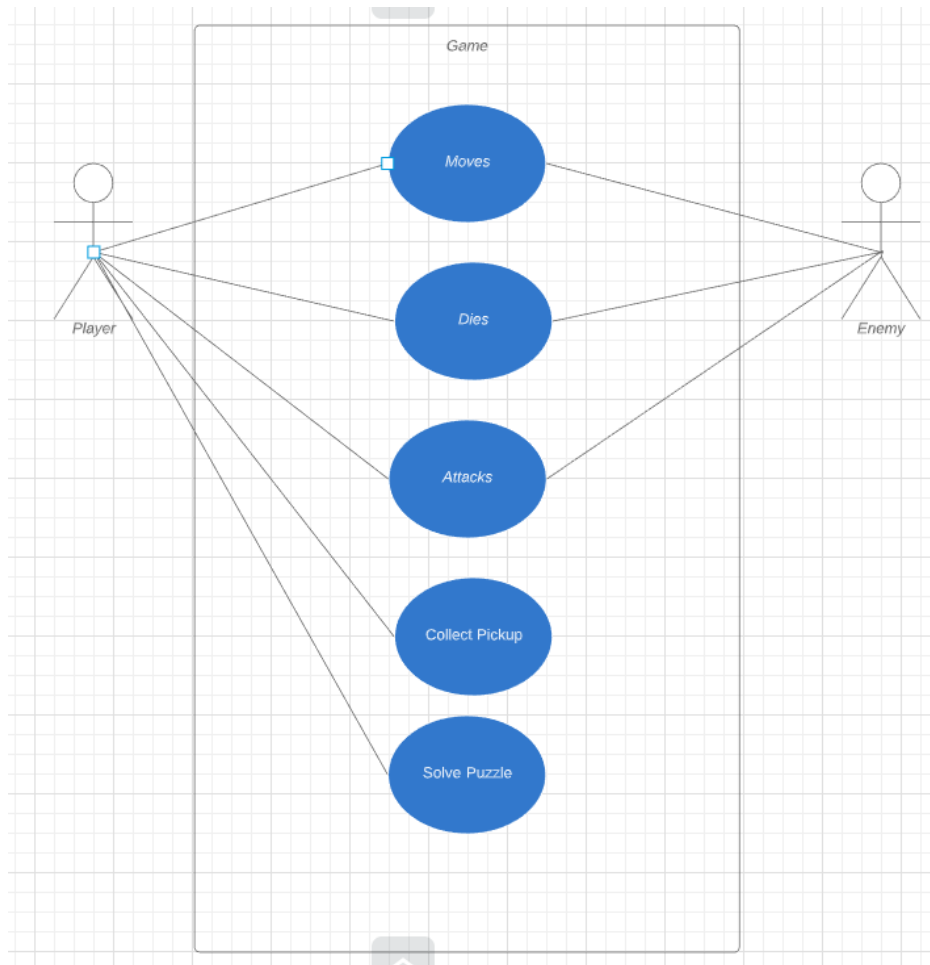 Game
Moves
Dies
Player
Enemy
Attacks
Collect Pickup
Solve Puzzle